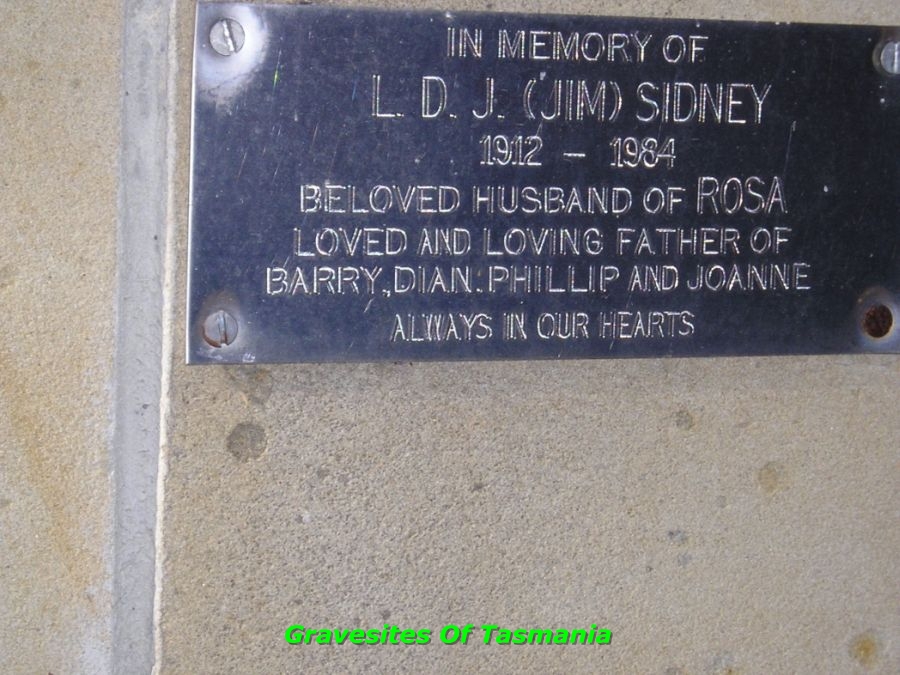 IN MEMORY OF
L. D. J. (JIM) SIDNEY
1912 - 1984
BELOVED HUSBAND OF ROSA
LOVED AND LOVING FATHER OF
BARRY, DIAN. PHILLIP AND JOANNE
ALWAYS IN OUR HEARTS
Gravesites Of Tasmania